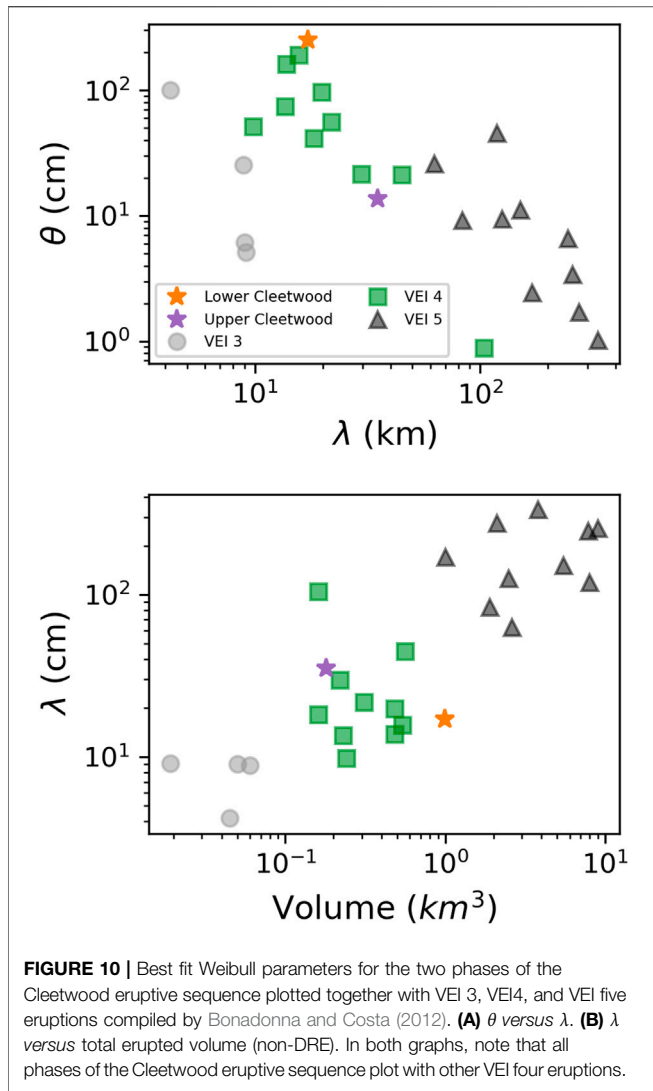 10²
10¹
10⁰
θ (cm)
Lower Cleetwood
Upper Cleetwood
VEI 3
VEI 4
VEI 5
10¹
10²
λ (km)
10²
10¹
λ (cm)
10⁻¹
10⁰
10¹
Volume (km³)
FIGURE 10 | Best fit Weibull parameters for the two phases of the
Cleetwood eruptive sequence plotted together with VEI 3, VEI4, and VEI five
eruptions compiled by Bonadonna and Costa (2012). (A) θ versus λ. (B) λ
versus total erupted volume (non-DRE). In both graphs, note that all
phases of the Cleetwood eruptive sequence plot with other VEI four eruptions.